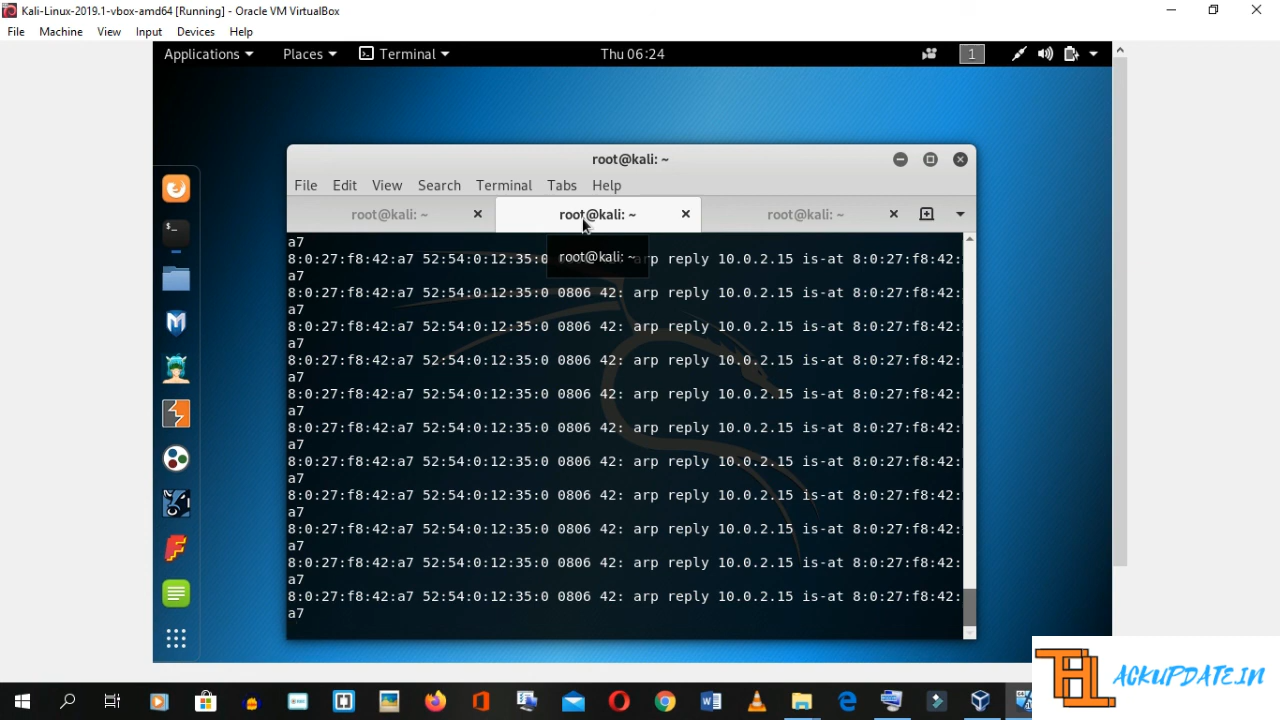 Kali-Linux-2019.1-vbox-amd64 [Running] - Oracle VM VirtualBox
File Machine View Input Devices Help
Applications Places Terminal Thu 06:24 1
root@kali: ~
File Edit View Search Terminal Tabs Help
root@kali: ~ root@kali: ~ root@kali: ~
a7
root@kali: ~
8:0:27:f8:42:a7 52:54:0:12:35:0 rp reply 10.0.2.15 is-at 8:0:27:f8:42:
a7
8:0:27:f8:42:a7 52:54:0:12:35:0 0806 42: arp reply 10.0.2.15 is-at 8:0:27:f8:42:
a7
8:0:27:f8:42:a7 52:54:0:12:35:0 0806 42: arp reply 10.0.2.15 is-at 8:0:27:f8:42:
a7
8:0:27:f8:42:a7 52:54:0:12:35:0 0806 42: arp reply 10.0.2.15 is-at 8:0:27:f8:42:
a7
8:0:27:f8:42:a7 52:54:0:12:35:0 0806 42: arp reply 10.0.2.15 is-at 8:0:27:f8:42:
a7
8:0:27:f8:42:a7 52:54:0:12:35:0 0806 42: arp reply 10.0.2.15 is-at 8:0:27:f8:42:
a7
8:0:27:f8:42:a7 52:54:0:12:35:0 0806 42: arp reply 10.0.2.15 is-at 8:0:27:f8:42:
a7
8:0:27:f8:42:a7 52:54:0:12:35:0 0806 42: arp reply 10.0.2.15 is-at 8:0:27:f8:42:
a7
8:0:27:f8:42:a7 52:54:0:12:35:0 0806 42: arp reply 10.0.2.15 is-at 8:0:27:f8:42:
a7
8:0:27:f8:42:a7 52:54:0:12:35:0 0806 42: arp reply 10.0.2.15 is-at 8:0:27:f8:42:
a7
8:0:27:f8:42:a7 52:54:0:12:35:0 0806 42: arp reply 10.0.2.15 is-at 8:0:27:f8:42:
a7
ACKUPDATE.IN